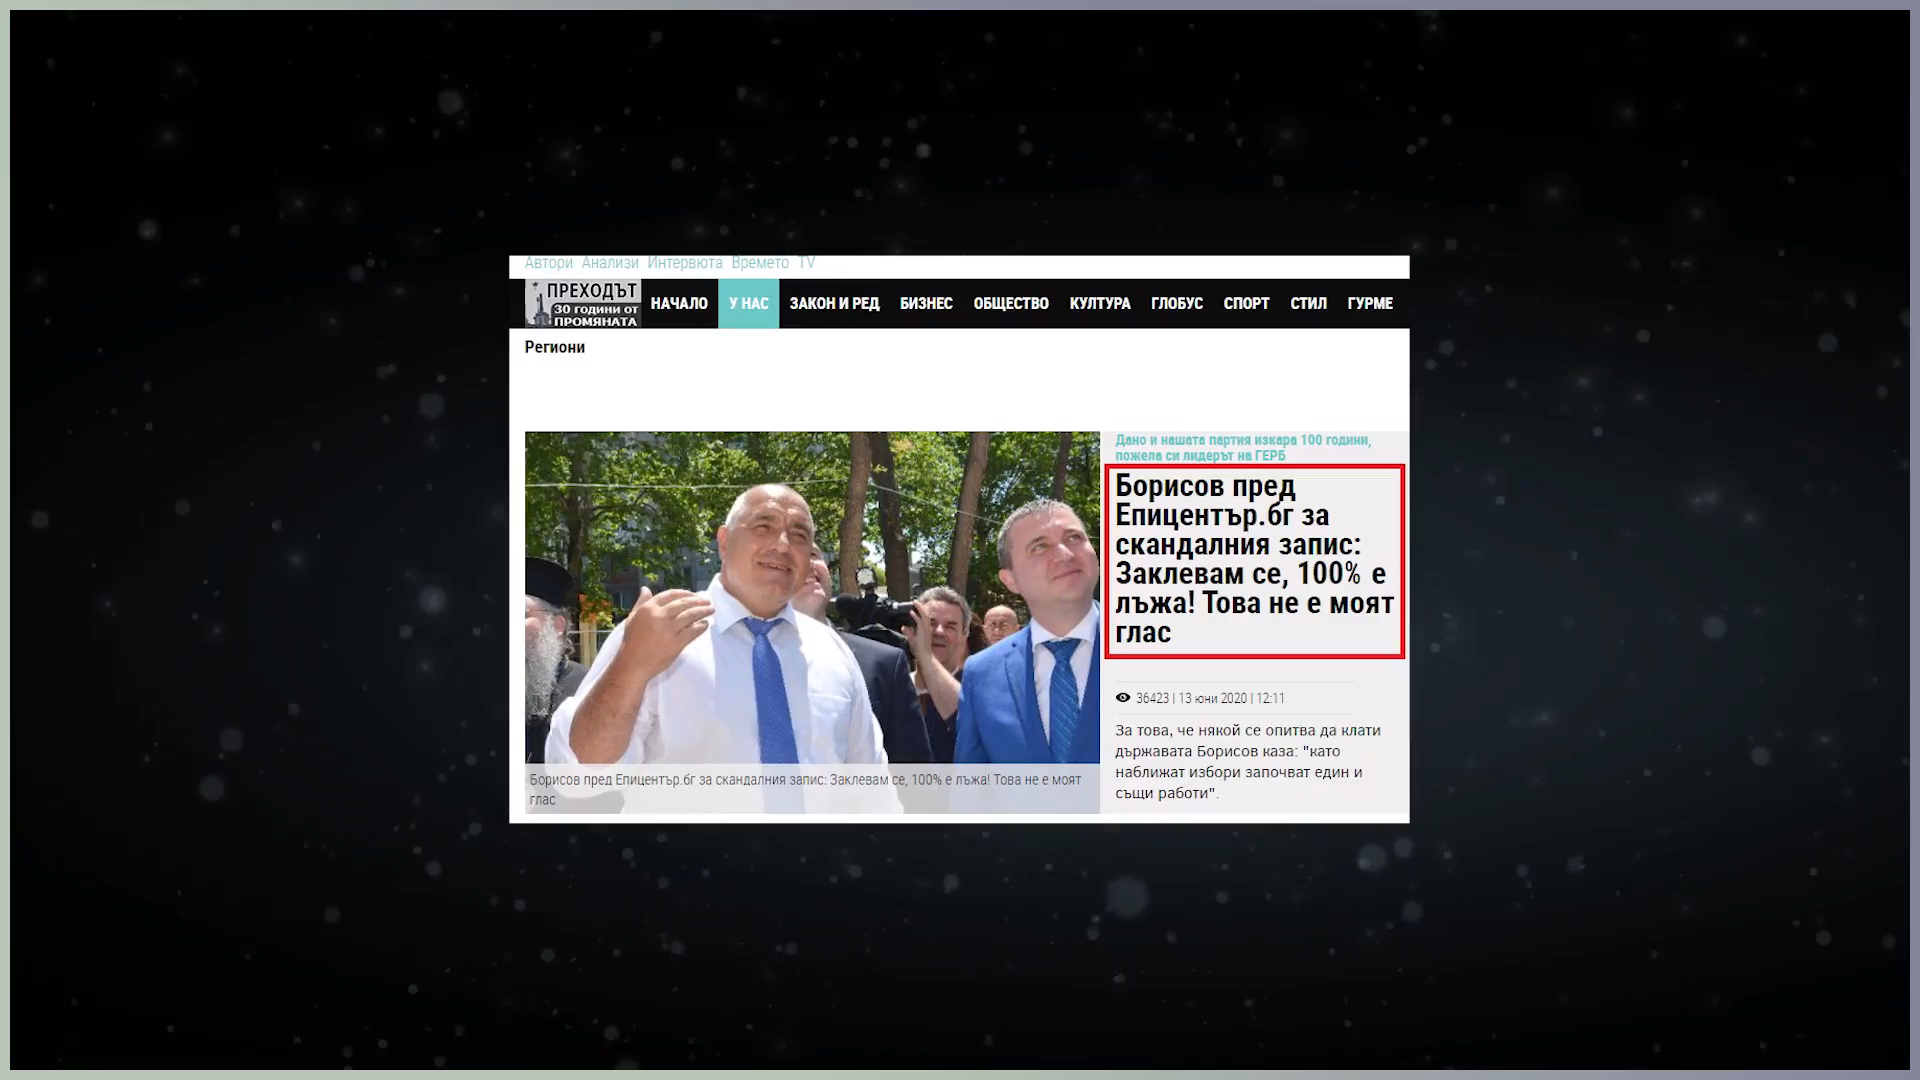 Автори Анализи Интервюта Времето TV
ПРЕХОДЪТ
30 години от
ПРОМЯНАТА
НАЧАЛО У НАС ЗАКОН И РЕД БИЗНЕС ОБЩЕСТВО КУЛТУРА ГЛОБУС СПОРТ СТИЛ ГУРМЕ
Региони
Дано и нашата партия изкара 100 години,
пожела си лидерът на ГЕРБ
Борисов пред
Епицентър.бг за
скандалния запис:
Заклевам се, 100% е
лъжа! Това не е моят
глас
36423 | 13 юни 2020 | 12:11
За това, че някой се опитва да клати
държавата Борисов каза: "като
наближат избори започват един и
същи работи".
Борисов пред Епицентър.бг за скандалния запис: Заклевам се, 100% е лъжа! Това не е моят
глас